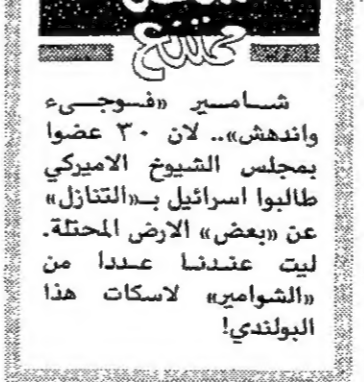 شامير «فوجىء
واندهش».. لان ٣٠ عضوا
بمجلس الشيوخ الاميركي
طالبوا اسرائيل بـ«التنازل»
عن «بعض» الارض المحتلة.
ليت عندنا عددا من
«الشوامير» لاسكات هذا
البولندي!